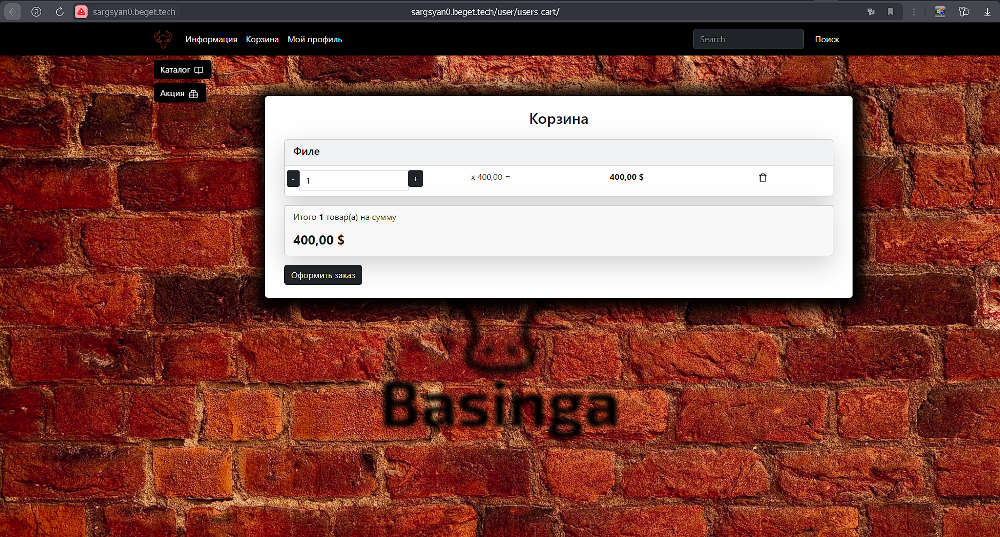 sargsyan0.beget.tech
sargsyan0.beget.tech/user/users-cart/
Информация
Корзина
Мой профиль
Search
Поиск
Каталог
Акция
Корзина
Филе
-
1
+
x 400,00 =
400,00 $
Итого 1 товар(а) на сумму
400,00 $
Оформить заказ
Basinga